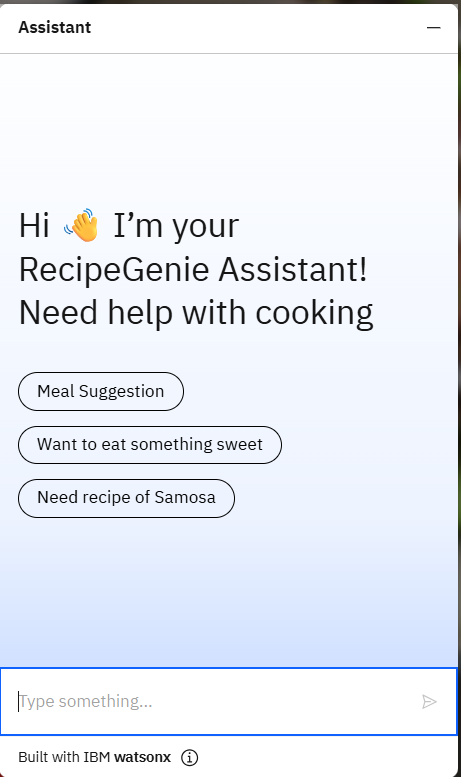 Assistant
Hi 👋 I’m your
RecipeGenie Assistant!
Need help with cooking
Meal Suggestion
Want to eat something sweet
Need recipe of Samosa
Type something...
Built with IBM watsonx